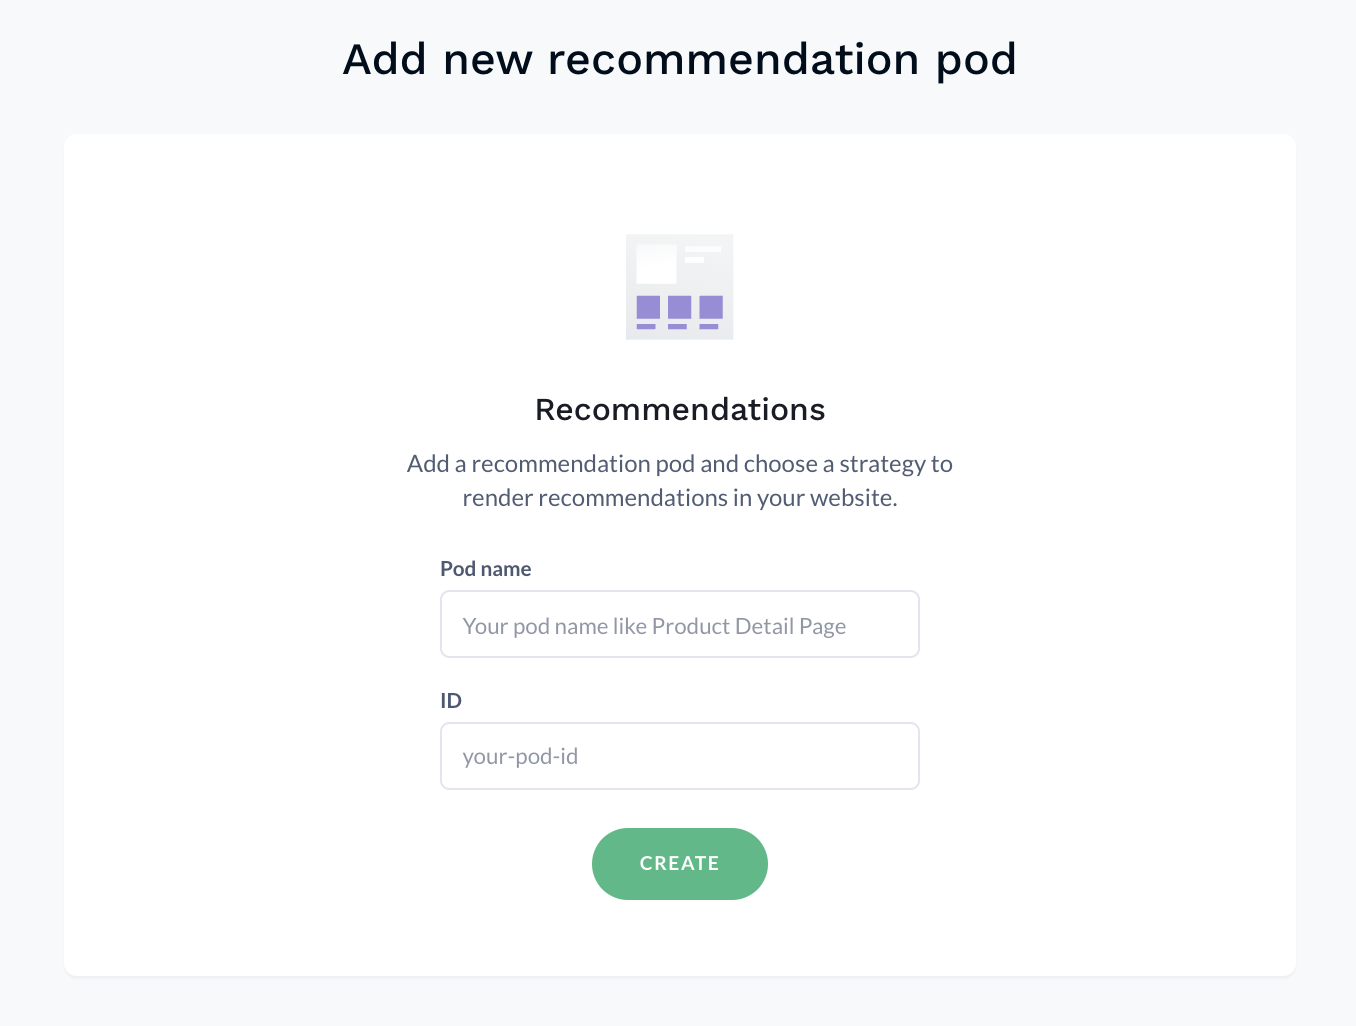 Add new recommendation pod
Recommendations
Add a recommendation pod and choose a strategy to
render recommendations in your website.
Pod name
Your pod name like Product Detail Page
ID
your-pod-id
CREATE